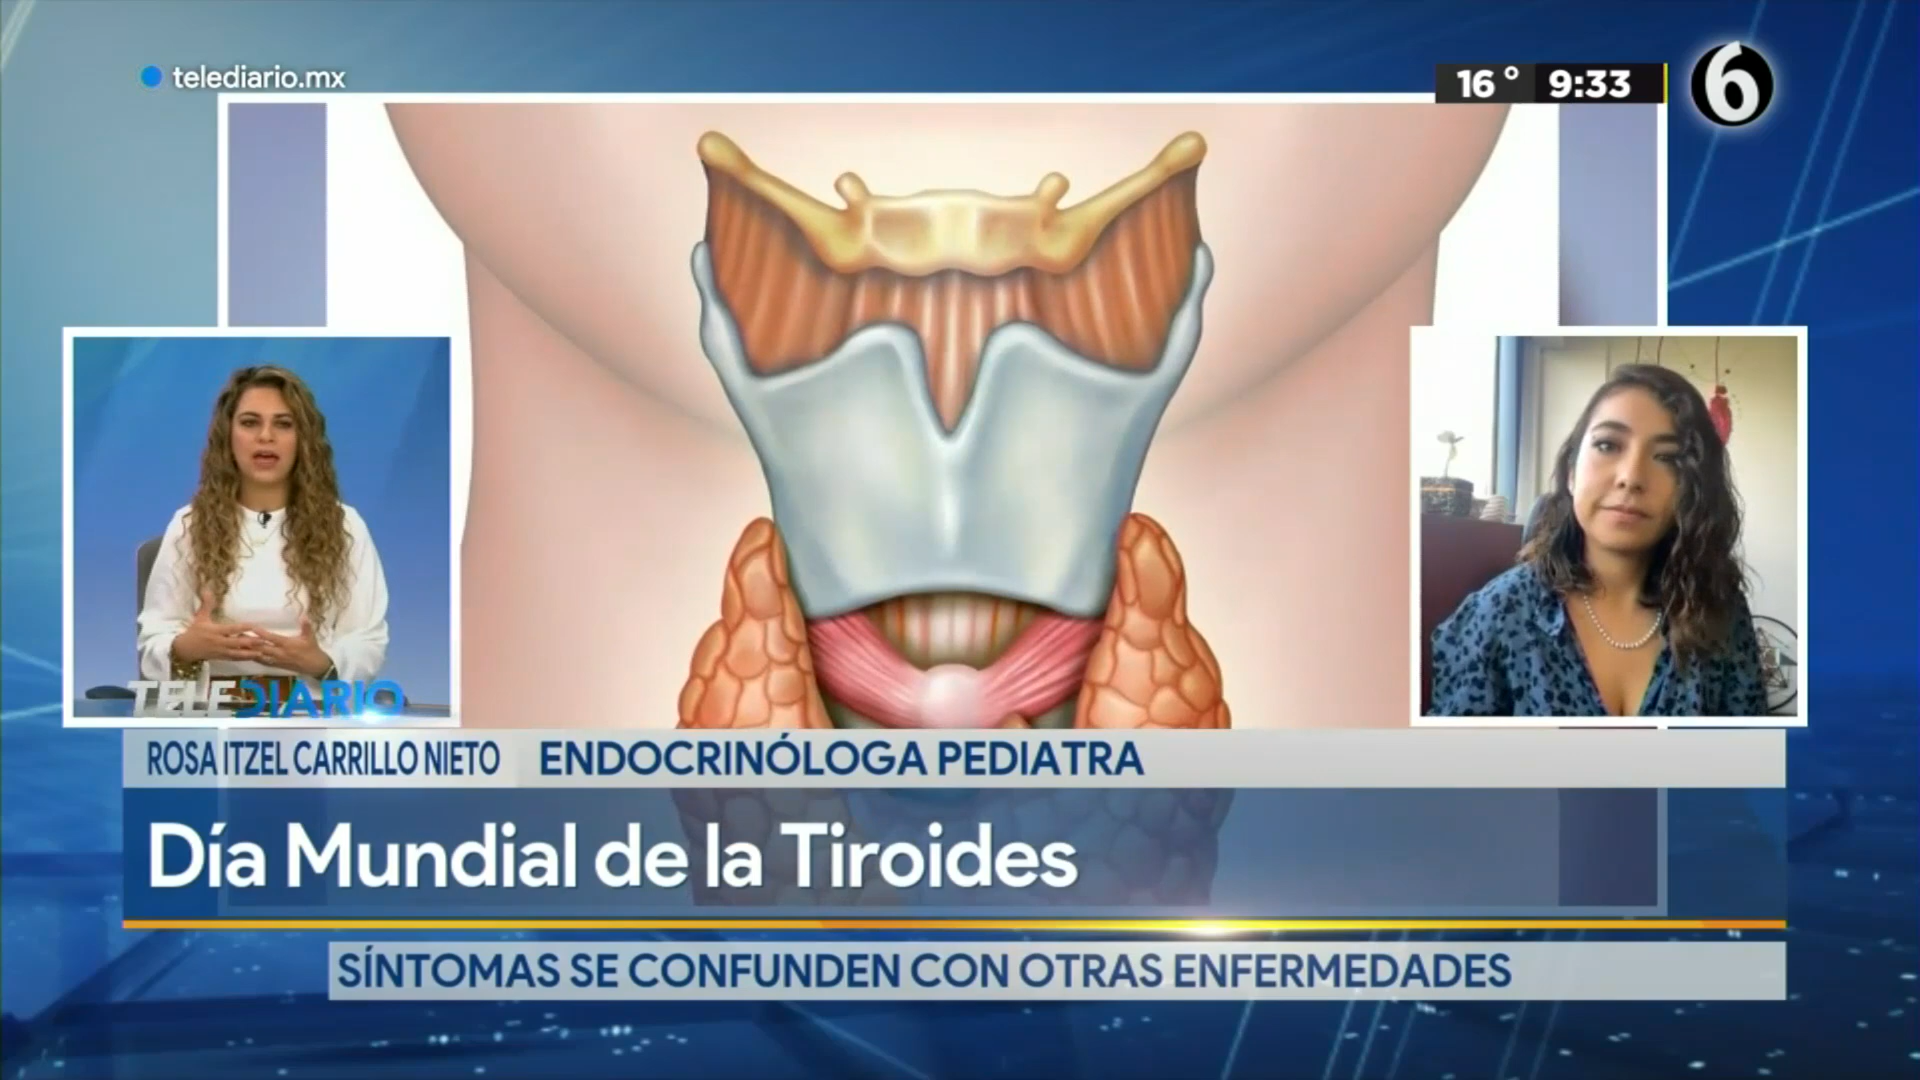 telediario.mx
16° 9:33
6
TELEDIARIO
ROSA ITZEL CARRILLO NIETO ENDOCRINÓLOGA PEDIATRA
Día Mundial de la Tiroides
SÍNTOMAS SE CONFUNDEN CON OTRAS ENFERMEDADES